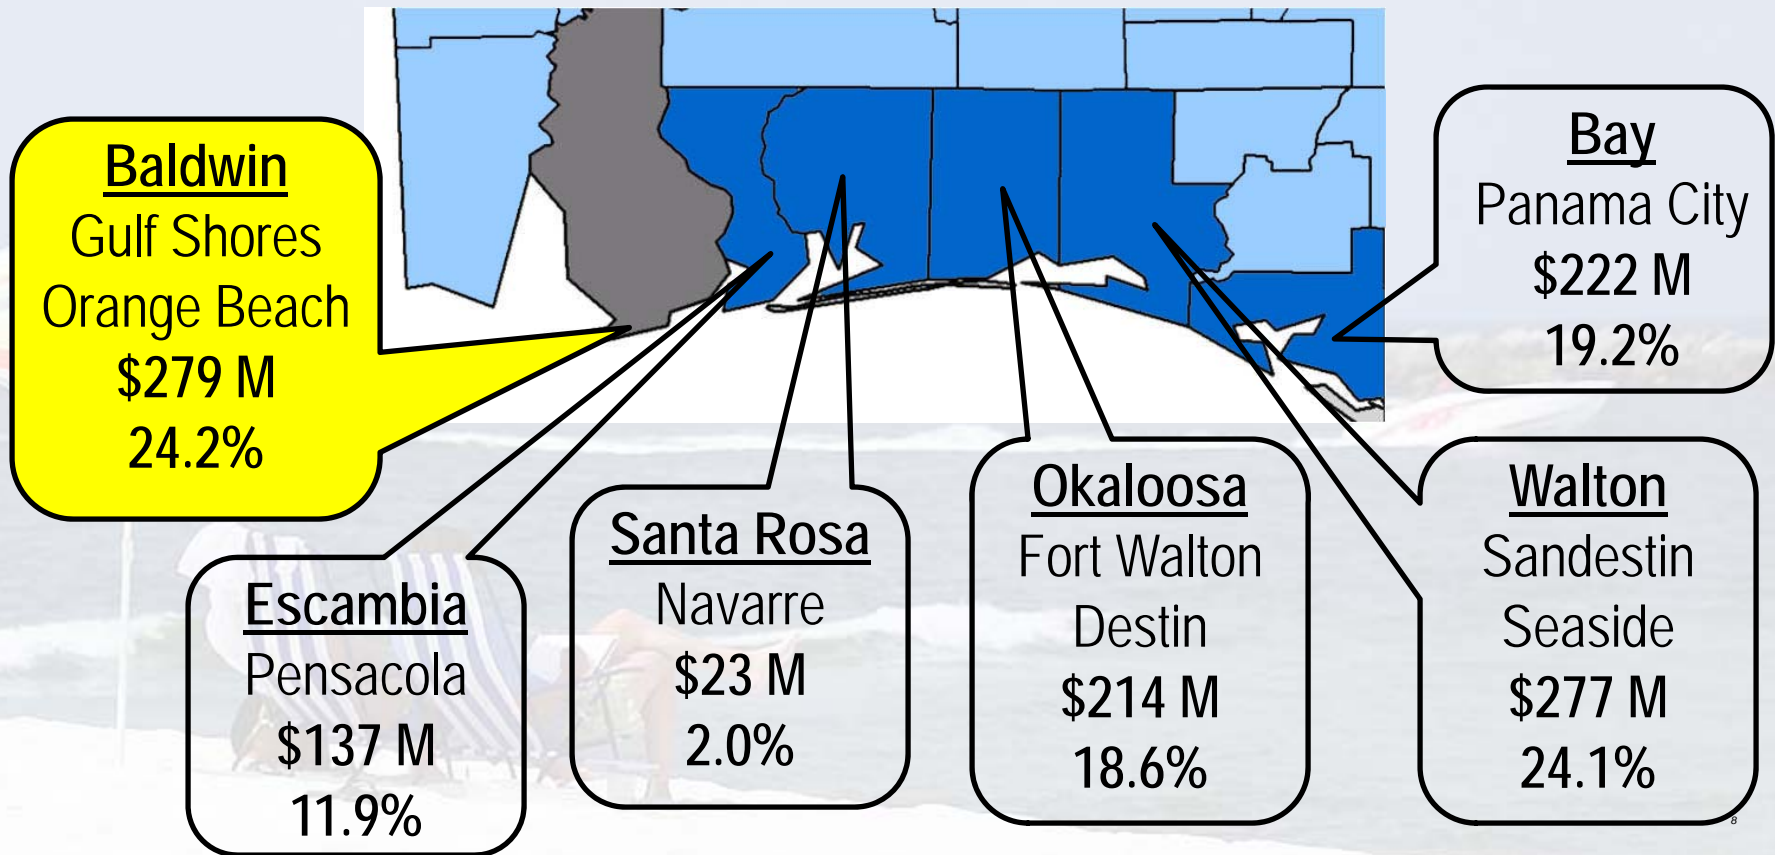 Baldwin
Gulf Shores
Orange Beach
$279 M
24.2%
Bay
Panama City
$222 M
19.2%
Escambia
Pensacola
$137 M
11.9%
Santa Rosa
Navarre
$23 M
2.0%
Okaloosa
Fort Walton
Destin
$214 M
18.6%
Walton
Sandestin
Seaside
$277 M
24.1%
8